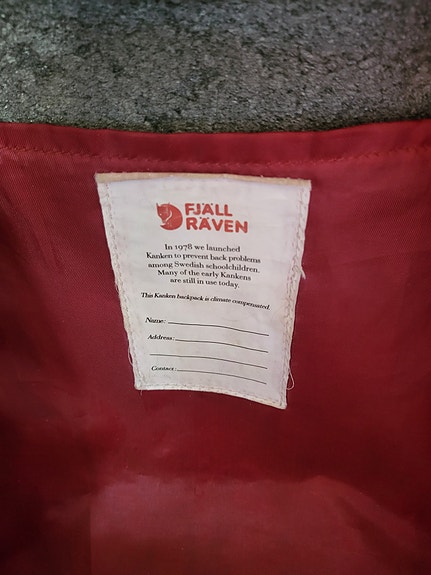 FJÄLL
RÄVEN
In 1978 we launched
Kanken to prevent back problems
among Swedish schoolchildren.
Many of the early Kankens
are still in use today.
This Kanken backpack is climate compensated.
Name:
Address:
Contact: